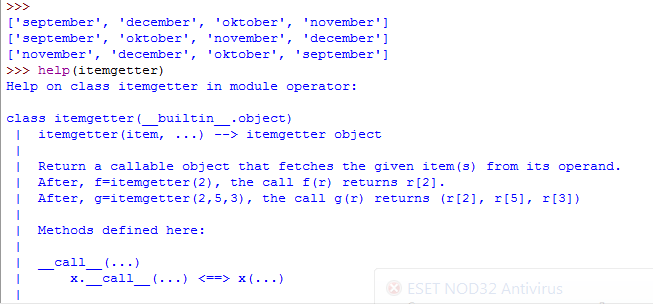 >>>
['september', 'december', 'oktober', 'november']
['september', 'oktober', 'november', 'december']
['november', 'december', 'oktober', 'september']
>>> help(itemgetter)
Help on class itemgetter in module operator:
class itemgetter(__builtin__.object)
 |  itemgetter(item, ...) --> itemgetter object
 |
 |  Return a callable object that fetches the given item(s) from its operand.
 |  After, f=itemgetter(2), the call f(r) returns r[2].
 |  After, g=itemgetter(2,5,3), the call g(r) returns (r[2], r[5], r[3])
 |
 |  Methods defined here:
 |
 |  __call__(...)
 |      x.__call__(...) <==> x(...)
 |
ESET NOD32 Antivirus